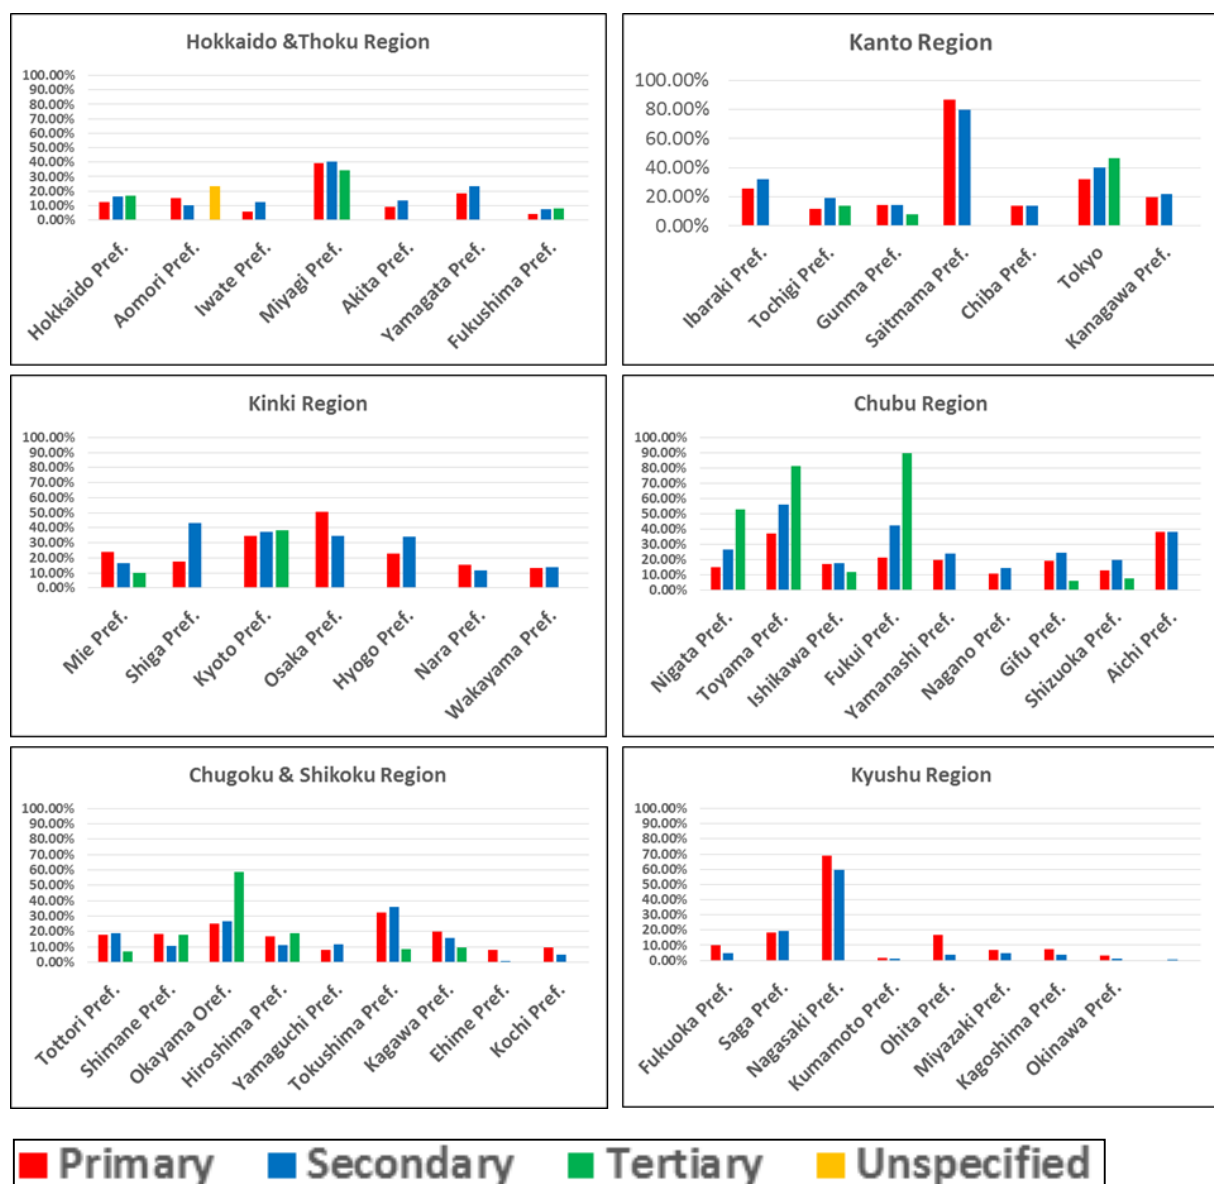 Hokkaido &Thoku Region
100.00%
90.00%
80.00%
70.00%
60.00%
50.00%
40.00%
30.00%
20.00%
10.00%
0.00%
Hokkaido Pref.
Aomori Pref.
Iwate Pref.
Miyagi Pref.
Akita Pref.
Yamagata Pref.
Fukushima Pref.
Kanto Region
100.00%
80.00%
60.00%
40.00%
20.00%
0.00%
Ibaraki Pref.
Tochigi Pref.
Gunma Pref.
Saitmama Pref.
Chiba Pref.
Tokyo
Kanagawa Pref.
Kinki Region
100.00%
90.00%
80.00%
70.00%
60.00%
50.00%
40.00%
30.00%
20.00%
10.00%
0.00%
Mie Pref.
Shiga Pref.
Kyoto Pref.
Osaka Pref.
Hyogo Pref.
Nara Pref.
Wakayama Pref.
Chubu Region
100.00%
90.00%
80.00%
70.00%
60.00%
50.00%
40.00%
30.00%
20.00%
10.00%
0.00%
Nigata Pref.
Toyama Pref.
Ishikawa Pref.
Fukui Pref.
Yamanashi Pref.
Nagano Pref.
Gifu Pref.
Shizuoka Pref.
Aichi Pref.
Chugoku & Shikoku Region
100.00%
90.00%
80.00%
70.00%
60.00%
50.00%
40.00%
30.00%
20.00%
10.00%
0.00%
Tottori Pref.
Shimane Pref.
Okayama Oref.
Hiroshima Pref.
Yamaguchi Pref.
Tokushima Pref.
Kagawa Pref.
Ehime Pref.
Kochi Pref.
Kyushu Region
100.00%
90.00%
80.00%
70.00%
60.00%
50.00%
40.00%
30.00%
20.00%
10.00%
0.00%
Fukuoka Pref.
Saga Pref.
Nagasaki Pref.
Kumamoto Pref.
Ohita Pref.
Miyazaki Pref.
Kagoshima Pref.
Okinawa Pref.
Primary Secondary Tertiary Unspecified